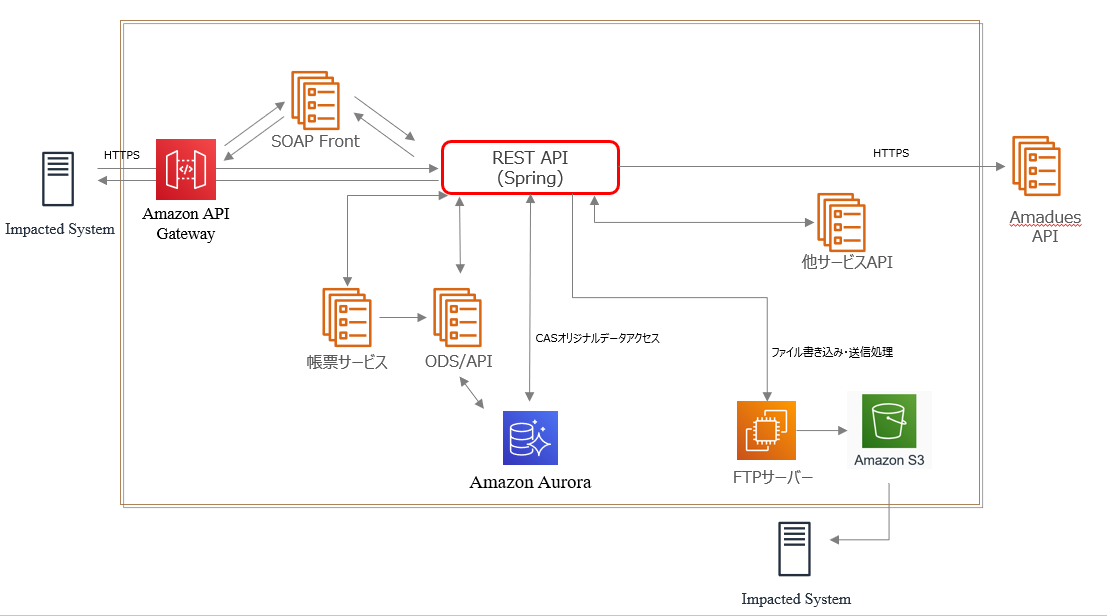 SOAP Front
HTTPS
REST API
(Spring)
HTTPS
Impacted System
Amazon API
Gateway
Amadues
API
他サービスAPI
CASオリジナルデータアクセス
ファイル書き込み・送信処理
帳票サービス
ODS/API
Amazon Aurora
FTPサーバー
Amazon S3
Impacted System